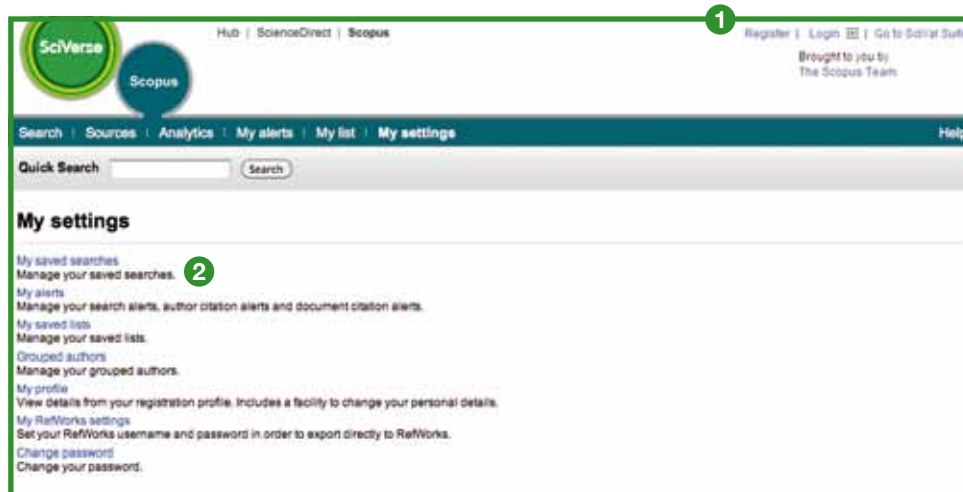 SciVerse
Scopus
Hub | ScienceDirect | Scopus
1
Register | Login | Go to SciVal Suit
Brought to you by
The Scopus Team
Search | Sources | Analytics | My alerts | My list | My settings
Help
Quick Search
Search
My settings
My saved searches
Manage your saved searches.
2
My alerts
Manage your search alerts, author citation alerts and document citation alerts.
My saved lists
Manage your saved lists.
Grouped authors
Manage your grouped authors.
My profile
View details from your registration profile. Includes a facility to change your personal details.
My RefWorks settings
Set your RefWorks username and password in order to export directly to RefWorks.
Change password
Change your password.